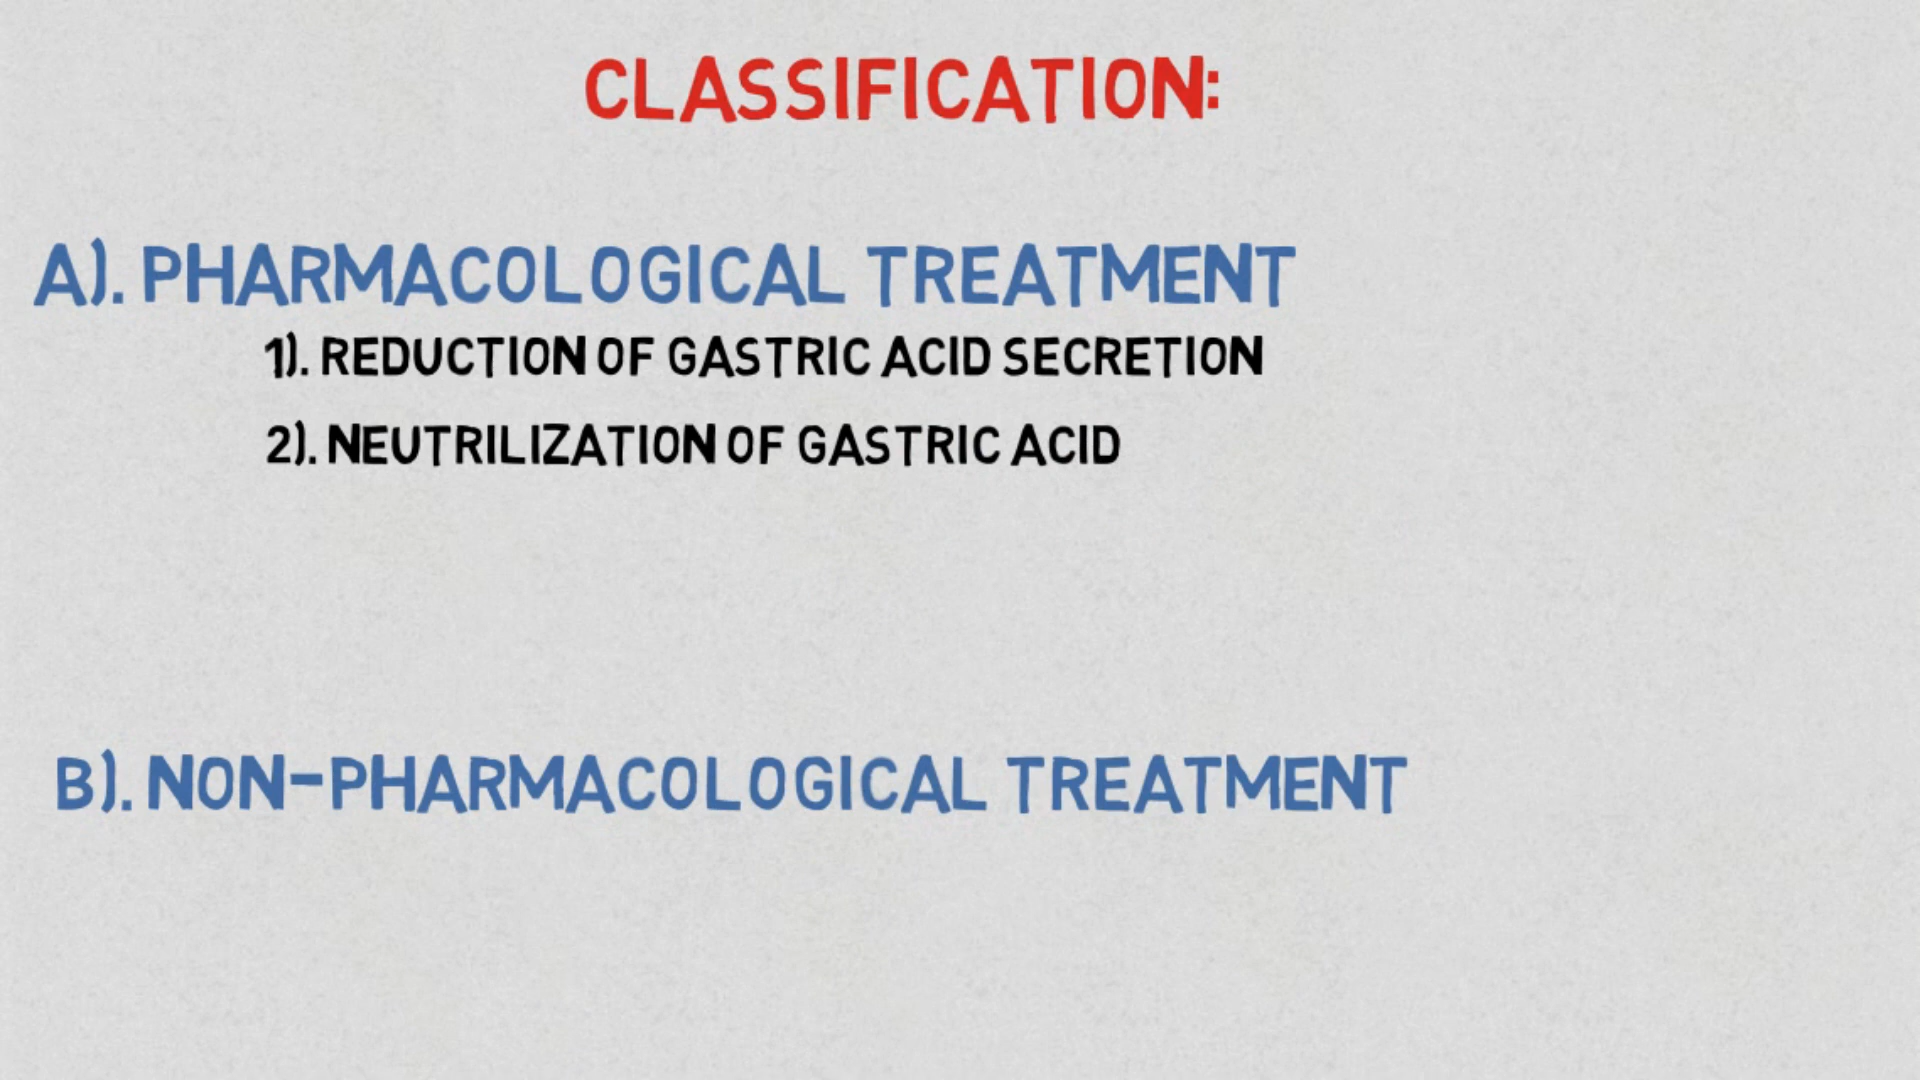 CLASSIFICATION:
A). PHARMACOLOGICAL TREATMENT
1). REDUCTION OF GASTRIC ACID SECRETION
2). NEUTRILIZATION OF GASTRIC ACID
B). NON-PHARMACOLOGICAL TREATMENT